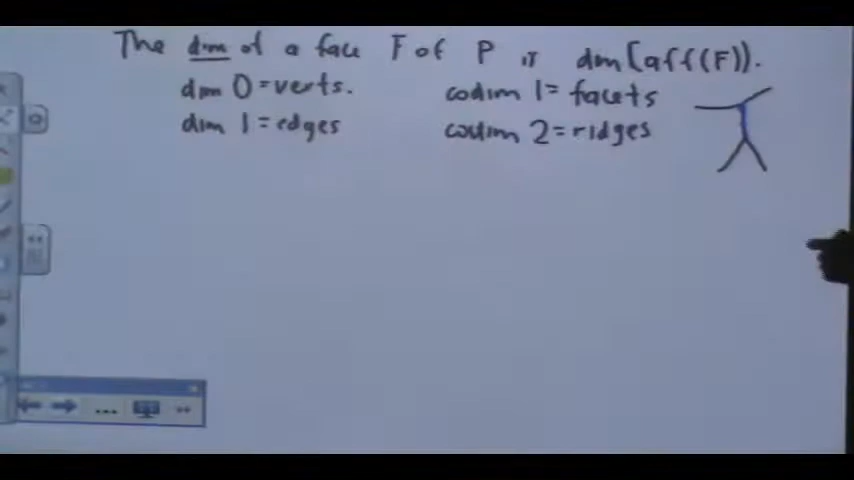 The dim of a face F of P is dim(aff(F)).
dim 0 = verts. codim 1 = facets
dim 1 = edges codim 2 = ridges